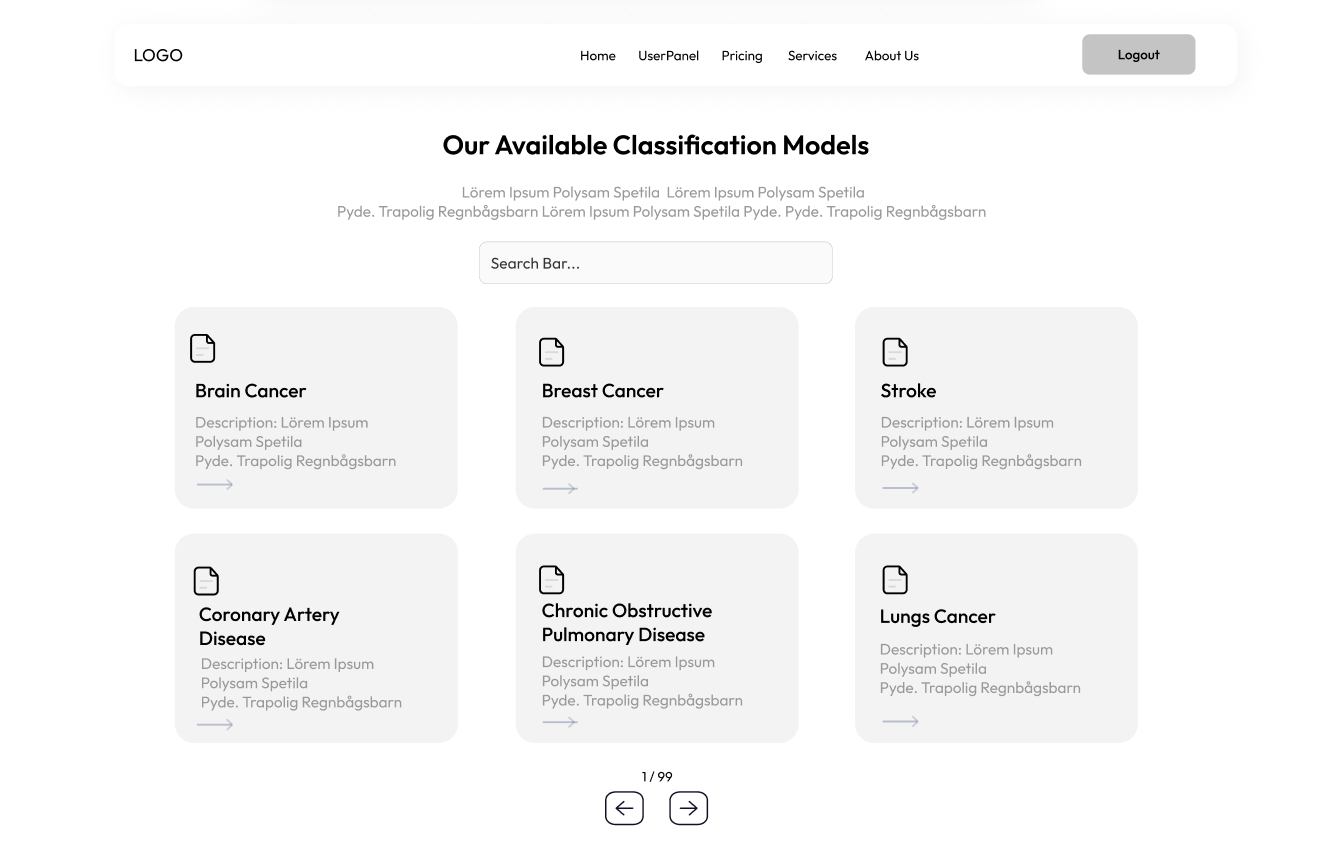 LOGO
Home UserPanel Pricing Services About Us
Logout
Our Available Classification Models
Lörem Ipsum Polysam Spetila Lörem Ipsum Polysam Spetila
Pyde. Trapolig Regnbågsbarn Lörem Ipsum Polysam Spetila Pyde. Pyde. Trapolig Regnbågsbarn
Search Bar...
Brain Cancer
Description: Lörem Ipsum
Polysam Spetila
Pyde. Trapolig Regnbågsbarn
Breast Cancer
Description: Lörem Ipsum
Polysam Spetila
Pyde. Trapolig Regnbågsbarn
Stroke
Description: Lörem Ipsum
Polysam Spetila
Pyde. Trapolig Regnbågsbarn
Coronary Artery
Disease
Description: Lörem Ipsum
Polysam Spetila
Pyde. Trapolig Regnbågsbarn
Chronic Obstructive
Pulmonary Disease
Description: Lörem Ipsum
Polysam Spetila
Pyde. Trapolig Regnbågsbarn
Lungs Cancer
Description: Lörem Ipsum
Polysam Spetila
Pyde. Trapolig Regnbågsbarn
1 / 99